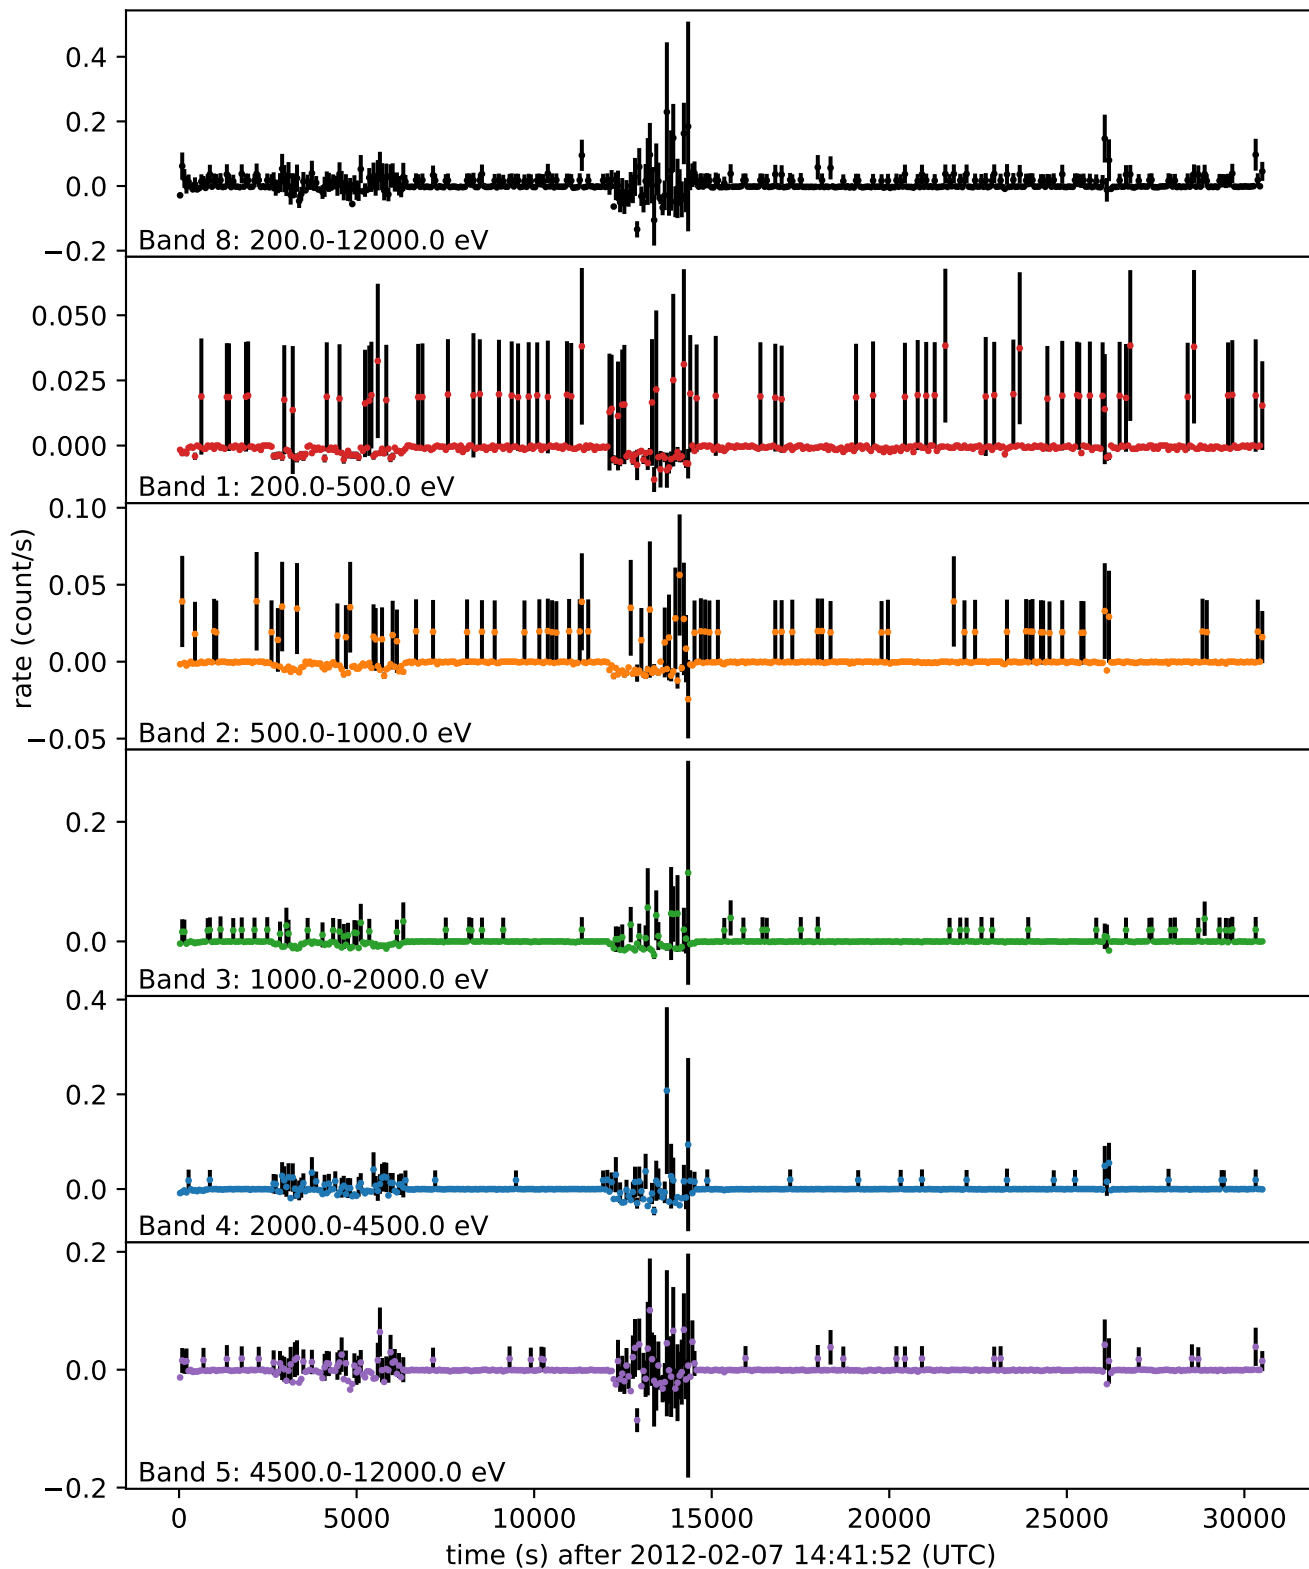 0.4
0.2
0.0
−0.2
Band 8: 200.0-12000.0 eV
0.050
0.025
0.000
Band 1: 200.0-500.0 eV
rate (count/s)
0.10
0.05
0.00
−0.05
Band 2: 500.0-1000.0 eV
0.2
0.0
Band 3: 1000.0-2000.0 eV
0.4
0.2
0.0
Band 4: 2000.0-4500.0 eV
0.2
0.0
−0.2
Band 5: 4500.0-12000.0 eV
0 5000 10000 15000 20000 25000 30000
time (s) after 2012-02-07 14:41:52 (UTC)